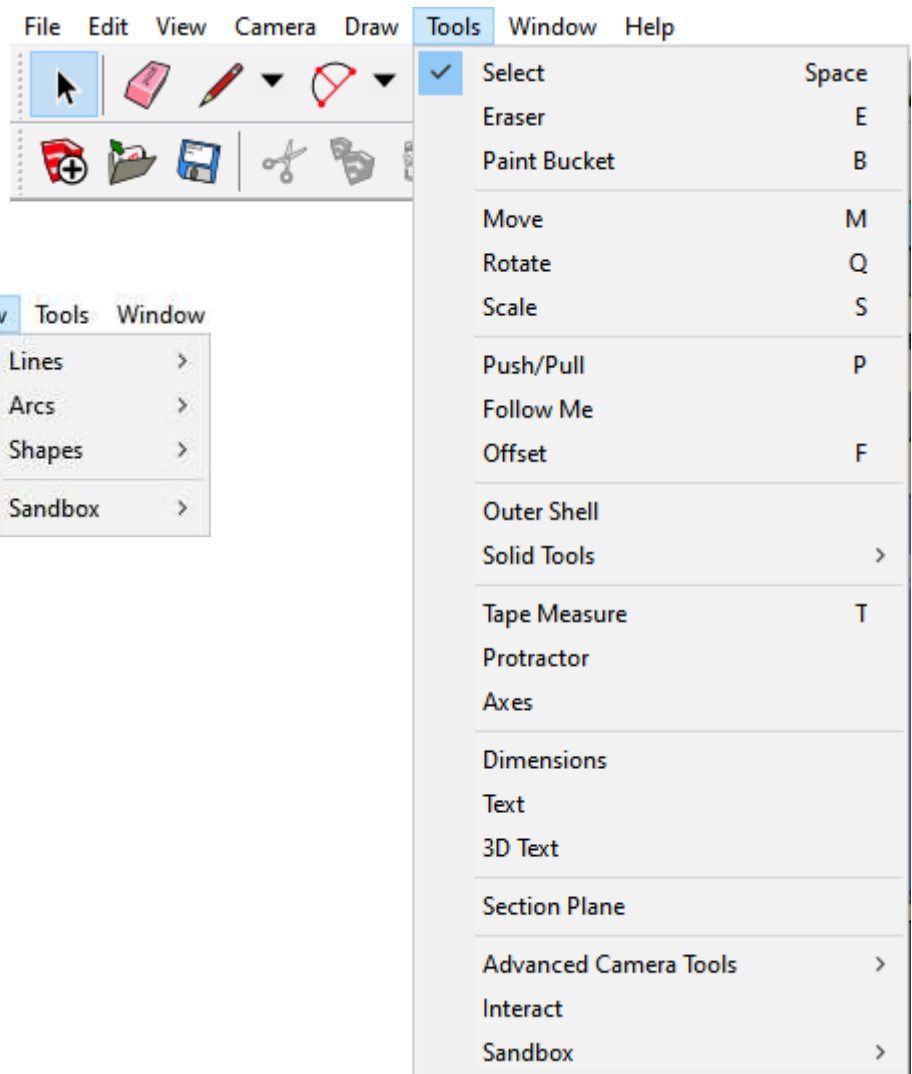 File Edit View Camera Draw Tools Window Help
Select Space
Eraser E
Paint Bucket B
Move M
Rotate Q
Scale S
Push/Pull P
Follow Me
Offset F
Outer Shell
Solid Tools
Tape Measure T
Protractor
Axes
Dimensions
Text
3D Text
Section Plane
Advanced Camera Tools
Interact
Sandbox
w Tools Window
Lines
Arcs
Shapes
Sandbox